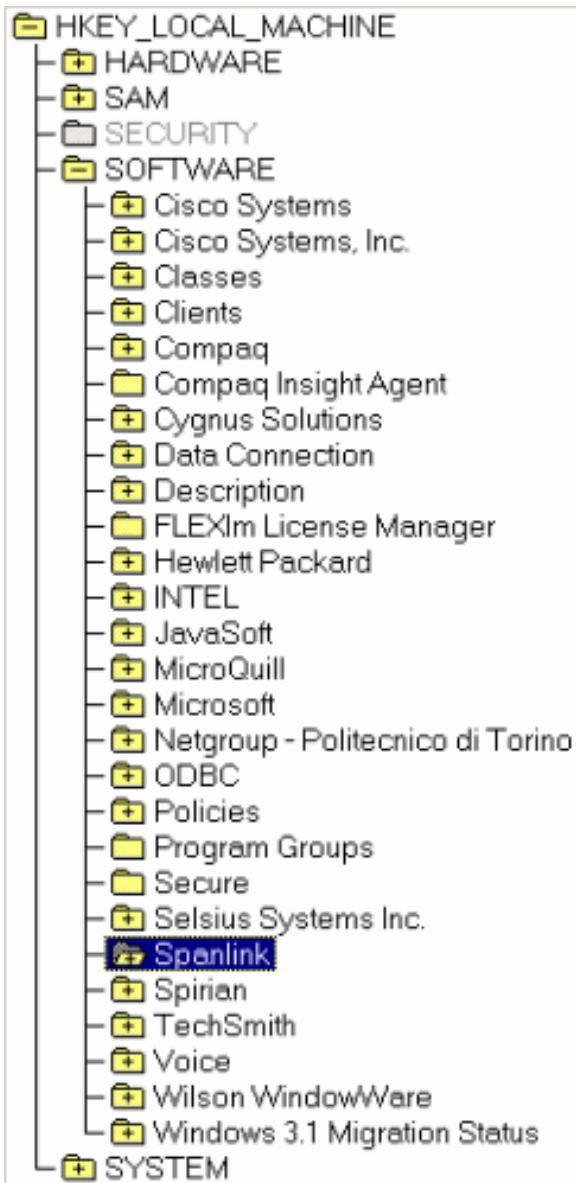 HKEY_LOCAL_MACHINE
HARDWARE
SAM
SECURITY
SOFTWARE
Cisco Systems
Cisco Systems, Inc.
Classes
Clients
Compaq
Compaq Insight Agent
Cygnus Solutions
Data Connection
Description
FLEXlm License Manager
Hewlett Packard
INTEL
JavaSoft
MicroQuill
Microsoft
Netgroup - Politecnico di Torino
ODBC
Policies
Program Groups
Secure
Selsius Systems Inc.
Spanlink
Spirian
TechSmith
Voice
Wilson WindowWare
Windows 3.1 Migration Status
SYSTEM